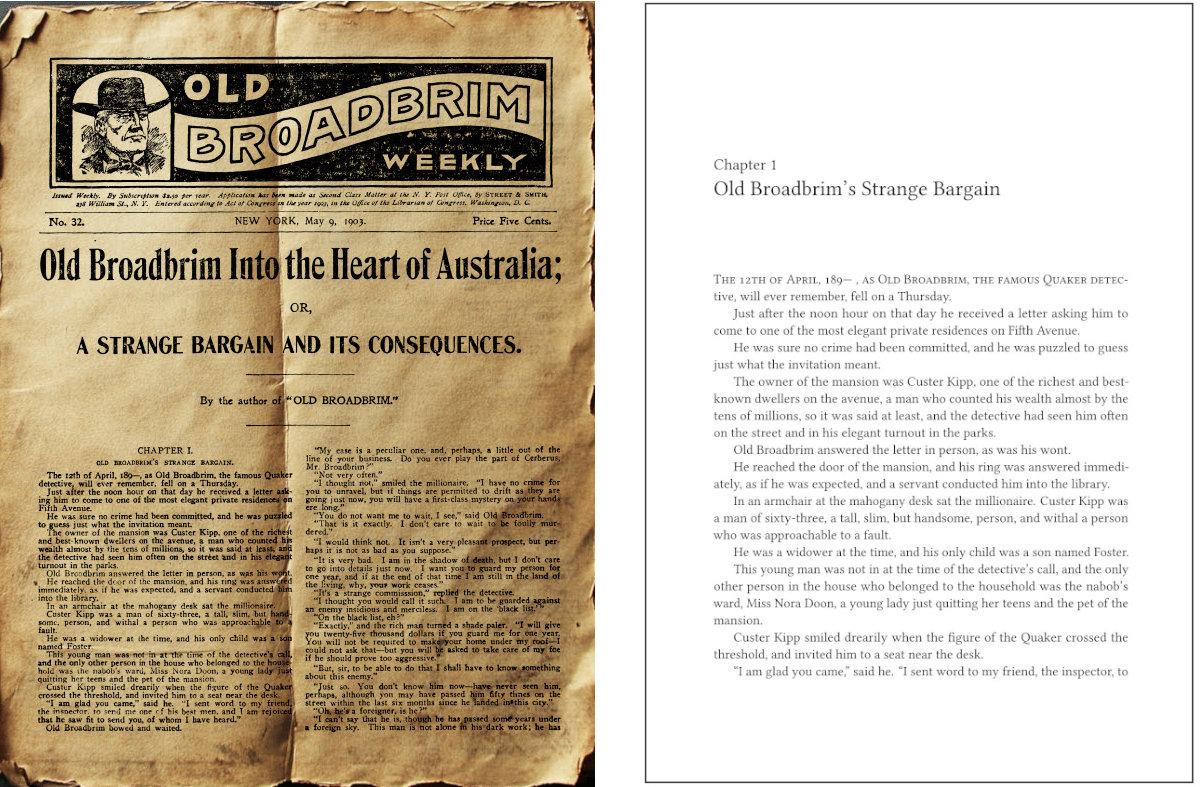 OLD
BROADBRIM
WEEKLY
Issued Weekly. By Subscription $2.50 per year. Application has been made as Second Class Matter at the N. Y. Post Office, by STREET & SMITH,
238 William St., N. Y. Entered according to Act of Congress in the year 1903, in the Office of the Librarian of Congress, Washington, D. C.
No. 32. NEW YORK, May 9, 1903. Price Five Cents.
Old Broadbrim Into the Heart of Australia;
OR,
A STRANGE BARGAIN AND ITS CONSEQUENCES.
By the author of "OLD BROADBRIM."
CHAPTER I.
OLD BROADBRIM'S STRANGE BARGAIN.
The 12th of April, 189—, as Old Broadbrim, the famous Quaker
detective, will ever remember, fell on a Thursday.
Just after the noon hour on that day he received a letter ask-
ing him to come to one of the most elegant private residences on
Fifth Avenue.
He was sure no crime had been committed, and he was puzzled
to guess just what the invitation meant.
The owner of the mansion was Custer Kipp, one of the richest
and best-known dwellers on the avenue, a man who counted his
wealth almost by the tens of millions, so it was said at least, and
the detective had seen him often on the street and in his elegant
turnout in the parks.
Old Broadbrim answered the letter in person, as was his wont.
He reached the door of the mansion, and his ring was answered
immediately, as if he was expected, and a servant conducted him
into the library.
In an armchair at the mahogany desk sat the millionaire.
Custer Kipp was a man of sixty-three, a tall, slim, but hand-
some, person, and withal a person who was approachable to a
fault.
He was a widower at the time, and his only child was a son
named Foster.
This young man was not in at the time of the detective's call,
and the only other person in the house who belonged to the house-
hold was the nabob's ward, Miss Nora Doon, a young lady just
quitting her teens and the pet of the mansion.
Custer Kipp smiled drearily when the figure of the Quaker
crossed the threshold, and invited him to a seat near the desk.
"I am glad you came," said he. "I sent word to my friend,
the inspector, to send me one of his best men, and I am rejoiced
that he saw fit to send you, of whom I have heard."
Old Broadbrim bowed and waited.
"My case is a peculiar one, and, perhaps, a little out of the
line of your business. Do you ever play the part of Cerberus,
Mr. Broadbrim?"
"Not very often."
"I thought not," smiled the millionaire. "I have no crime for
you to unravel, but if things are permitted to drift as they are
going just now, you will have a first-class mystery on your hands
ere long."
"You do not want me to wait, I see," said Old Broadbrim.
"That is it exactly. I don't care to wait to be foully mur-
dered."
"I would think not. It isn't a very pleasant prospect, but per-
haps it is not as bad as you suppose."
"It is very bad. I am in the shadow of death, but I don't care
to go into details just now. I want you to guard my person for
one year, and if at the end of that time I am still in the land of
the living, why, your work ceases."
"It's a strange commisssion," replied the detective.
"I thought you would call it such. I am to be guarded against
an enemy insidious and merciless. I am on the 'black list.'"
"On the black list, eh?"
"Exactly," and the rich man turned a shade paler. "I will give
you twenty-five thousand dollars if you guard me for one year.
You will not be required to make your home under my roof—I
could not ask that—but you will be asked to take care of my foe
if he should prove too aggressive."
"But, sir, to be able to do that I shall have to know something
about this enemy."
"Just so. You don't know him now—have never seen him,
perhaps, although you may have passed him fifty times on the
street within the last six months since he landed in this city."
"Oh, he's a foreigner, is he?"
"I can't say that he is, though he has passed some years under
a foreign sky. This man is not alone in his dark work; he has
Chapter 1
Old Broadbrim's Strange Bargain
The 12th of April, 189— , as Old Broadbrim, the famous Quaker detec-
tive, will ever remember, fell on a Thursday.
Just after the noon hour on that day he received a letter asking him to
come to one of the most elegant private residences on Fifth Avenue.
He was sure no crime had been committed, and he was puzzled to guess
just what the invitation meant.
The owner of the mansion was Custer Kipp, one of the richest and best-
known dwellers on the avenue, a man who counted his wealth almost by the
tens of millions, so it was said at least, and the detective had seen him often
on the street and in his elegant turnout in the parks.
Old Broadbrim answered the letter in person, as was his wont.
He reached the door of the mansion, and his ring was answered immedi-
ately, as if he was expected, and a servant conducted him into the library.
In an armchair at the mahogany desk sat the millionaire. Custer Kipp was
a man of sixty-three, a tall, slim, but handsome, person, and withal a person
who was approachable to a fault.
He was a widower at the time, and his only child was a son named Foster.
This young man was not in at the time of the detective's call, and the only
other person in the house who belonged to the household was the nabob's
ward, Miss Nora Doon, a young lady just quitting her teens and the pet of the
mansion.
Custer Kipp smiled drearily when the figure of the Quaker crossed the
threshold, and invited him to a seat near the desk.
"I am glad you came," said he. "I sent word to my friend, the inspector, to